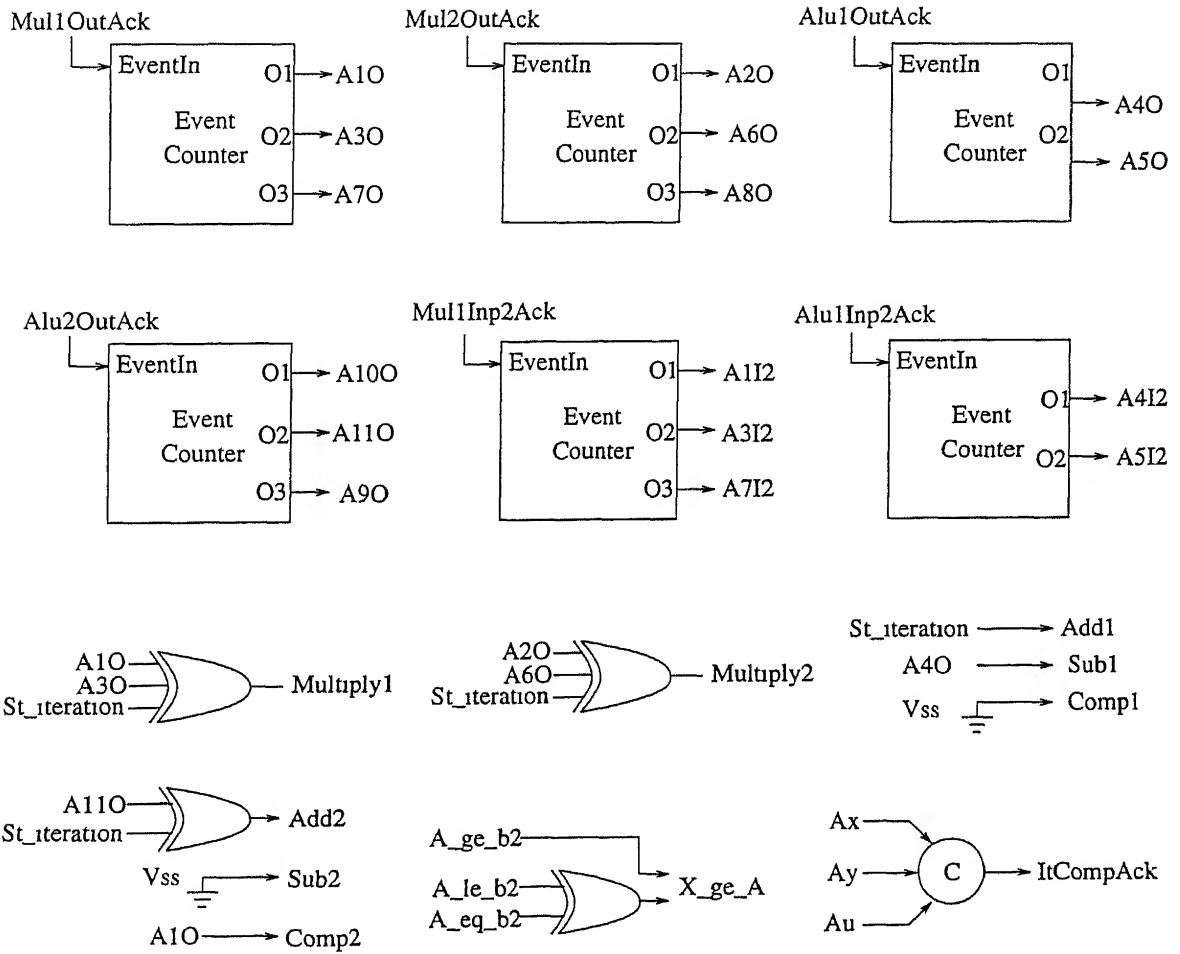 Mul1OutAck
EventIn
O1
A1O
Event
Counter
O2
A3O
O3
A7O
Mul2OutAck
EventIn
O1
A2O
Event
Counter
O2
A6O
O3
A8O
Alu1OutAck
EventIn
O1
A4O
Event
Counter
O2
A5O
Alu2OutAck
EventIn
O1
A10O
Event
Counter
O2
A11O
O3
A9O
Mul1Inp2Ack
EventIn
O1
A1I2
Event
Counter
O2
A3I2
O3
A7I2
Alu1Inp2Ack
EventIn
O1
A4I2
Event
Counter
O2
A5I2
A1O
A3O
St_iteration
Multiply1
A2O
A6O
St_iteration
Multiply2
St_iteration
Add1
A4O
Sub1
Vss
Comp1
A11O
St_iteration
Add2
Vss
Sub2
A1O
Comp2
A_ge_b2
A_le_b2
A_eq_b2
X_ge_A
Ax
Ay
Au
C
ItCompAck